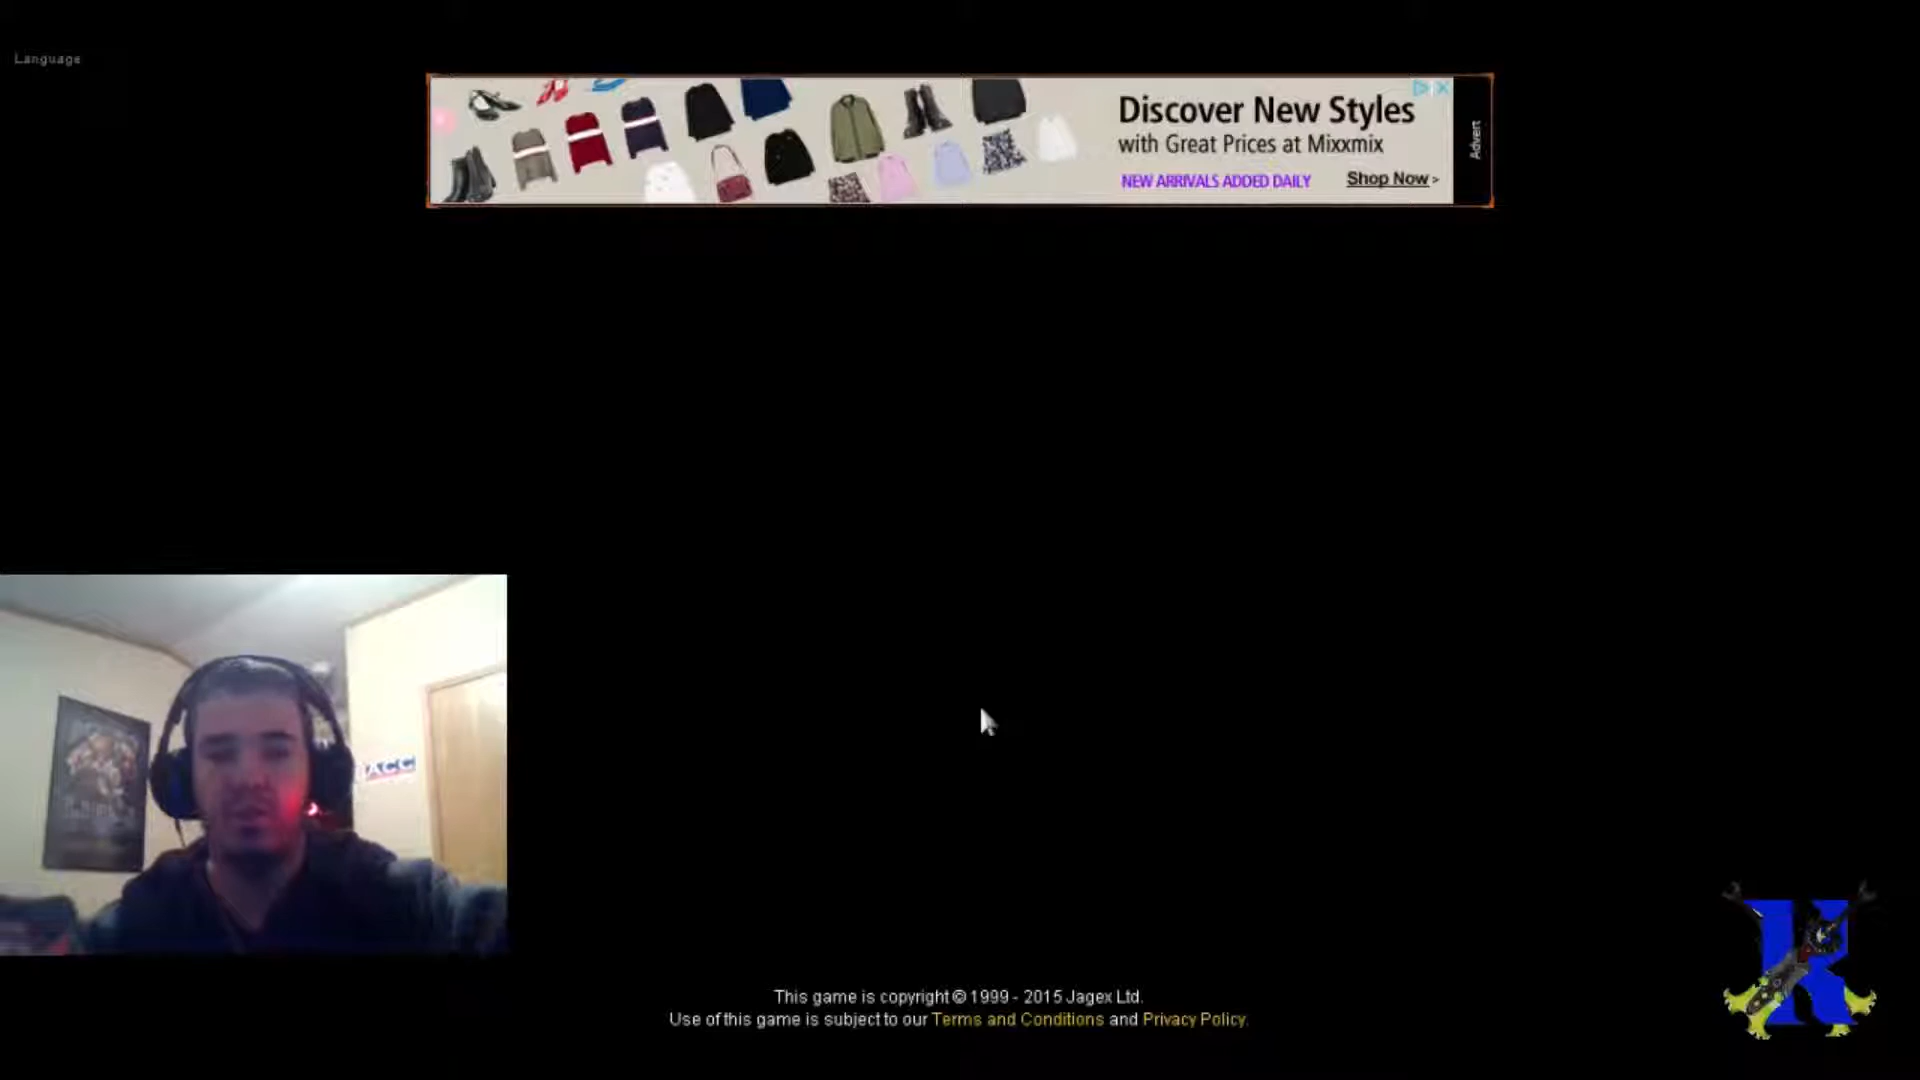 Language
Discover New Styles
with Great Prices at Mixxmix
NEW ARRIVALS ADDED DAILY
Shop Now >
Advert
ACC
This game is copyright © 1999 - 2015 Jagex Ltd.
Use of this game is subject to our Terms and Conditions and Privacy Policy.